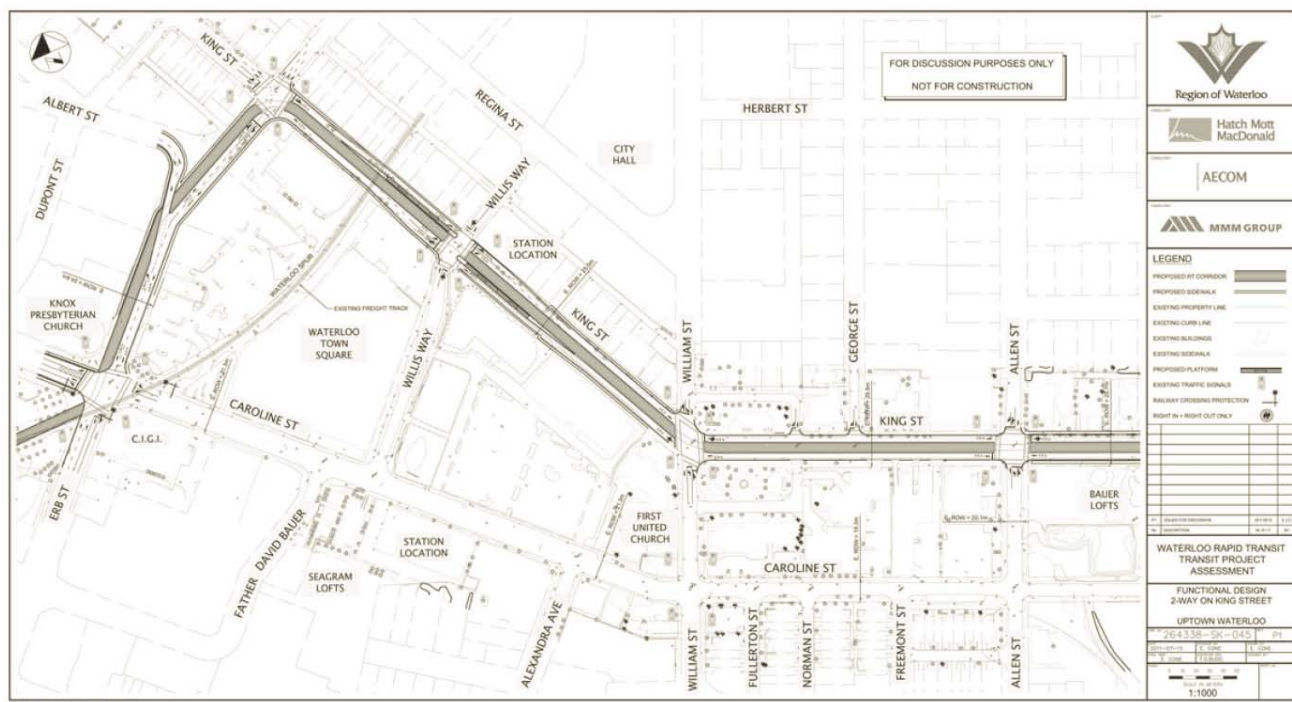 KING ST
ALBERT ST
REGINA ST
FOR DISCUSSION PURPOSES ONLY
NOT FOR CONSTRUCTION
HERBERT ST
CITY
HALL
DUPONT ST
WILLIS WAY
STATION
LOCATION
WATERLOO SPUR
EXISTING FREIGHT TRACK
KNOX
PRESBYTERIAN
CHURCH
WATERLOO
TOWN
SQUARE
KING ST
WILLIS WAY
WILLIAM ST
GEORGE ST
ALLEN ST
CAROLINE ST
KING ST
C.I.G.I.
ERB ST
BAUER
LOFTS
FIRST
UNITED
CHURCH
FATHER DAVID BAUER
STATION
LOCATION
SEAGRAM
LOFTS
CAROLINE ST
ALEXANDRA AVE
WILLIAM ST
FULLERTON ST
NORMAN ST
FREEMONT ST
ALLEN ST
Region of Waterloo
Hatch Mott
MacDonald
AECOM
MMM GROUP
LEGEND
PROPOSED RT CORRIDOR
PROPOSED SIDEWALK
EXISTING PROPERTY LINE
EXISTING CURB LINE
EXISTING BUILDINGS
EXISTING SIDEWALK
PROPOSED PLATFORM
EXISTING TRAFFIC SIGNALS
RAILWAY CROSSING PROTECTION
RIGHT IN - RIGHT OUT ONLY
WATERLOO RAPID TRANSIT
TRANSIT PROJECT
ASSESSMENT
FUNCTIONAL DESIGN
2-WAY ON KING STREET
UPTOWN WATERLOO
264338-SK-045 P1
1:1000